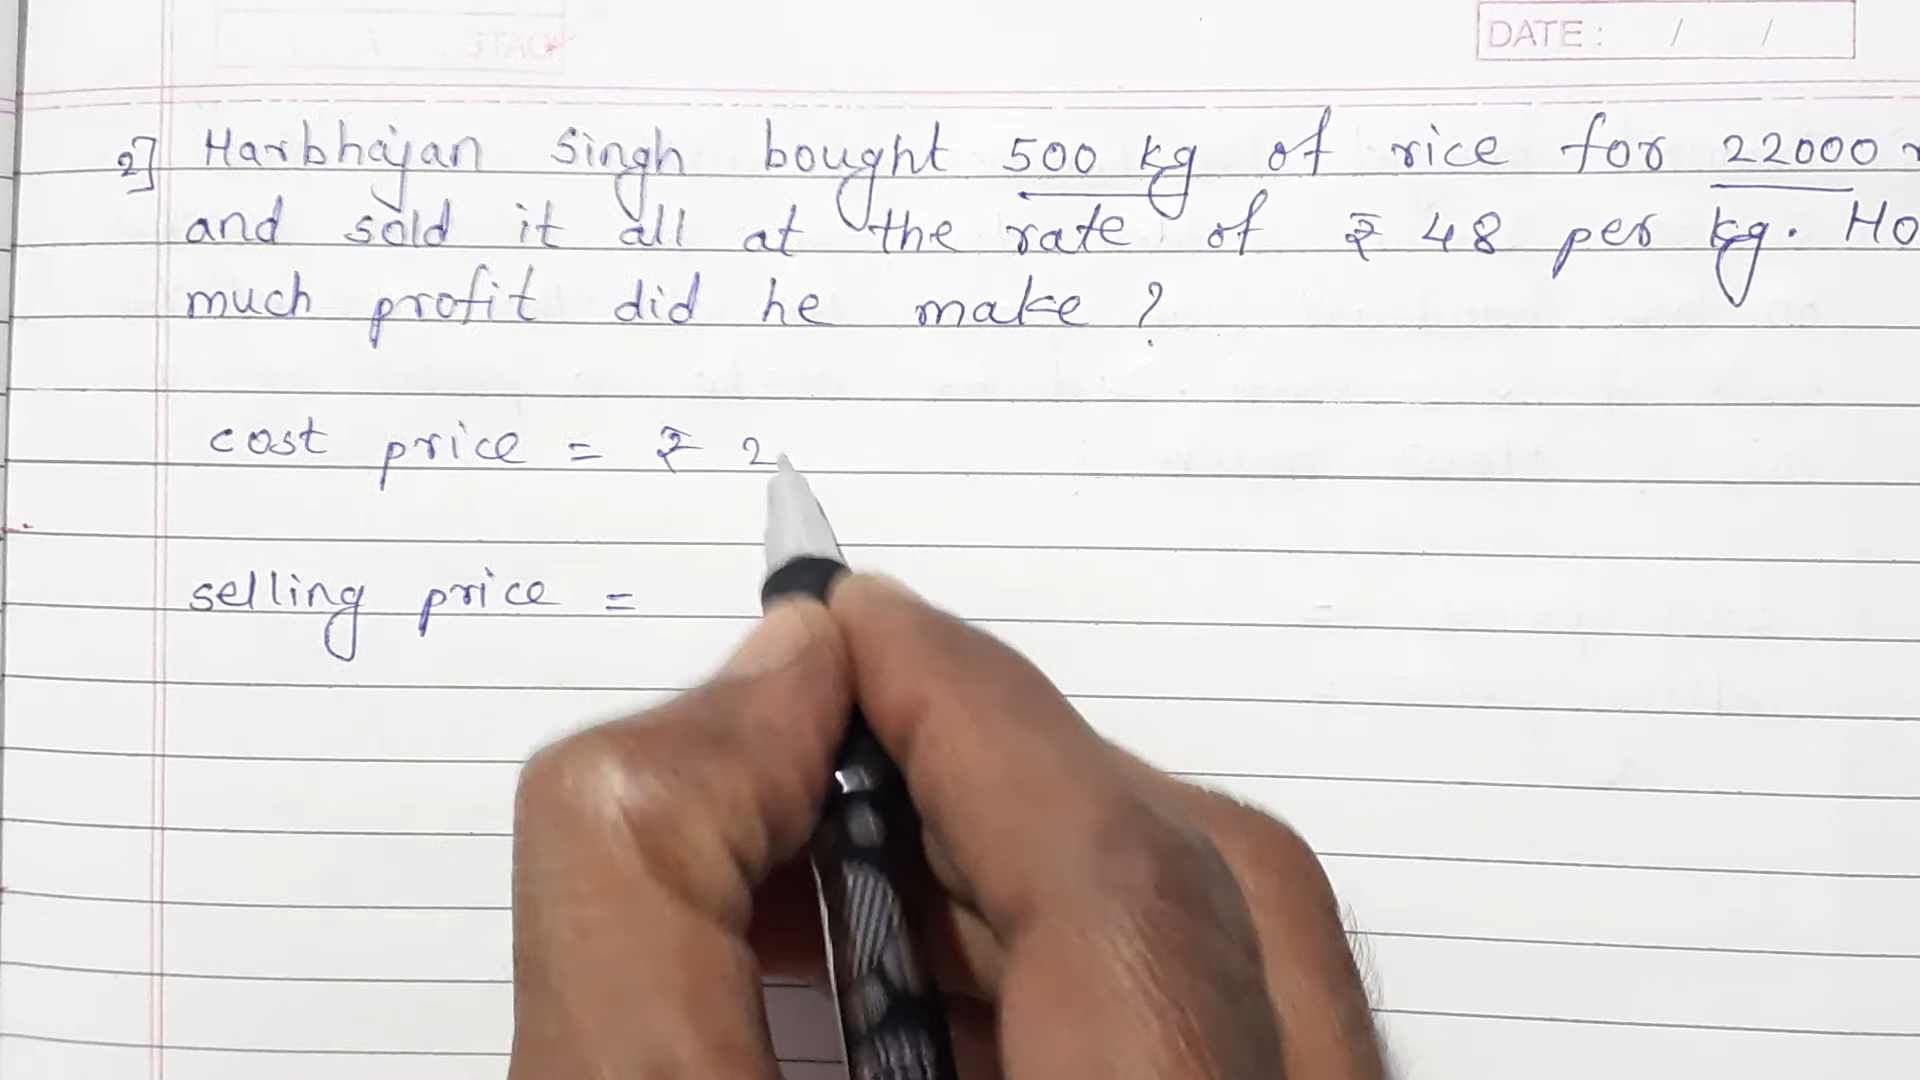 DATE: / /
2] Harbhajan Singh bought 500 kg of rice for 22000
and sold it all at the rate of ₹ 48 per kg. Ho
much profit did he make ?
cost price = ₹ 2
selling price =